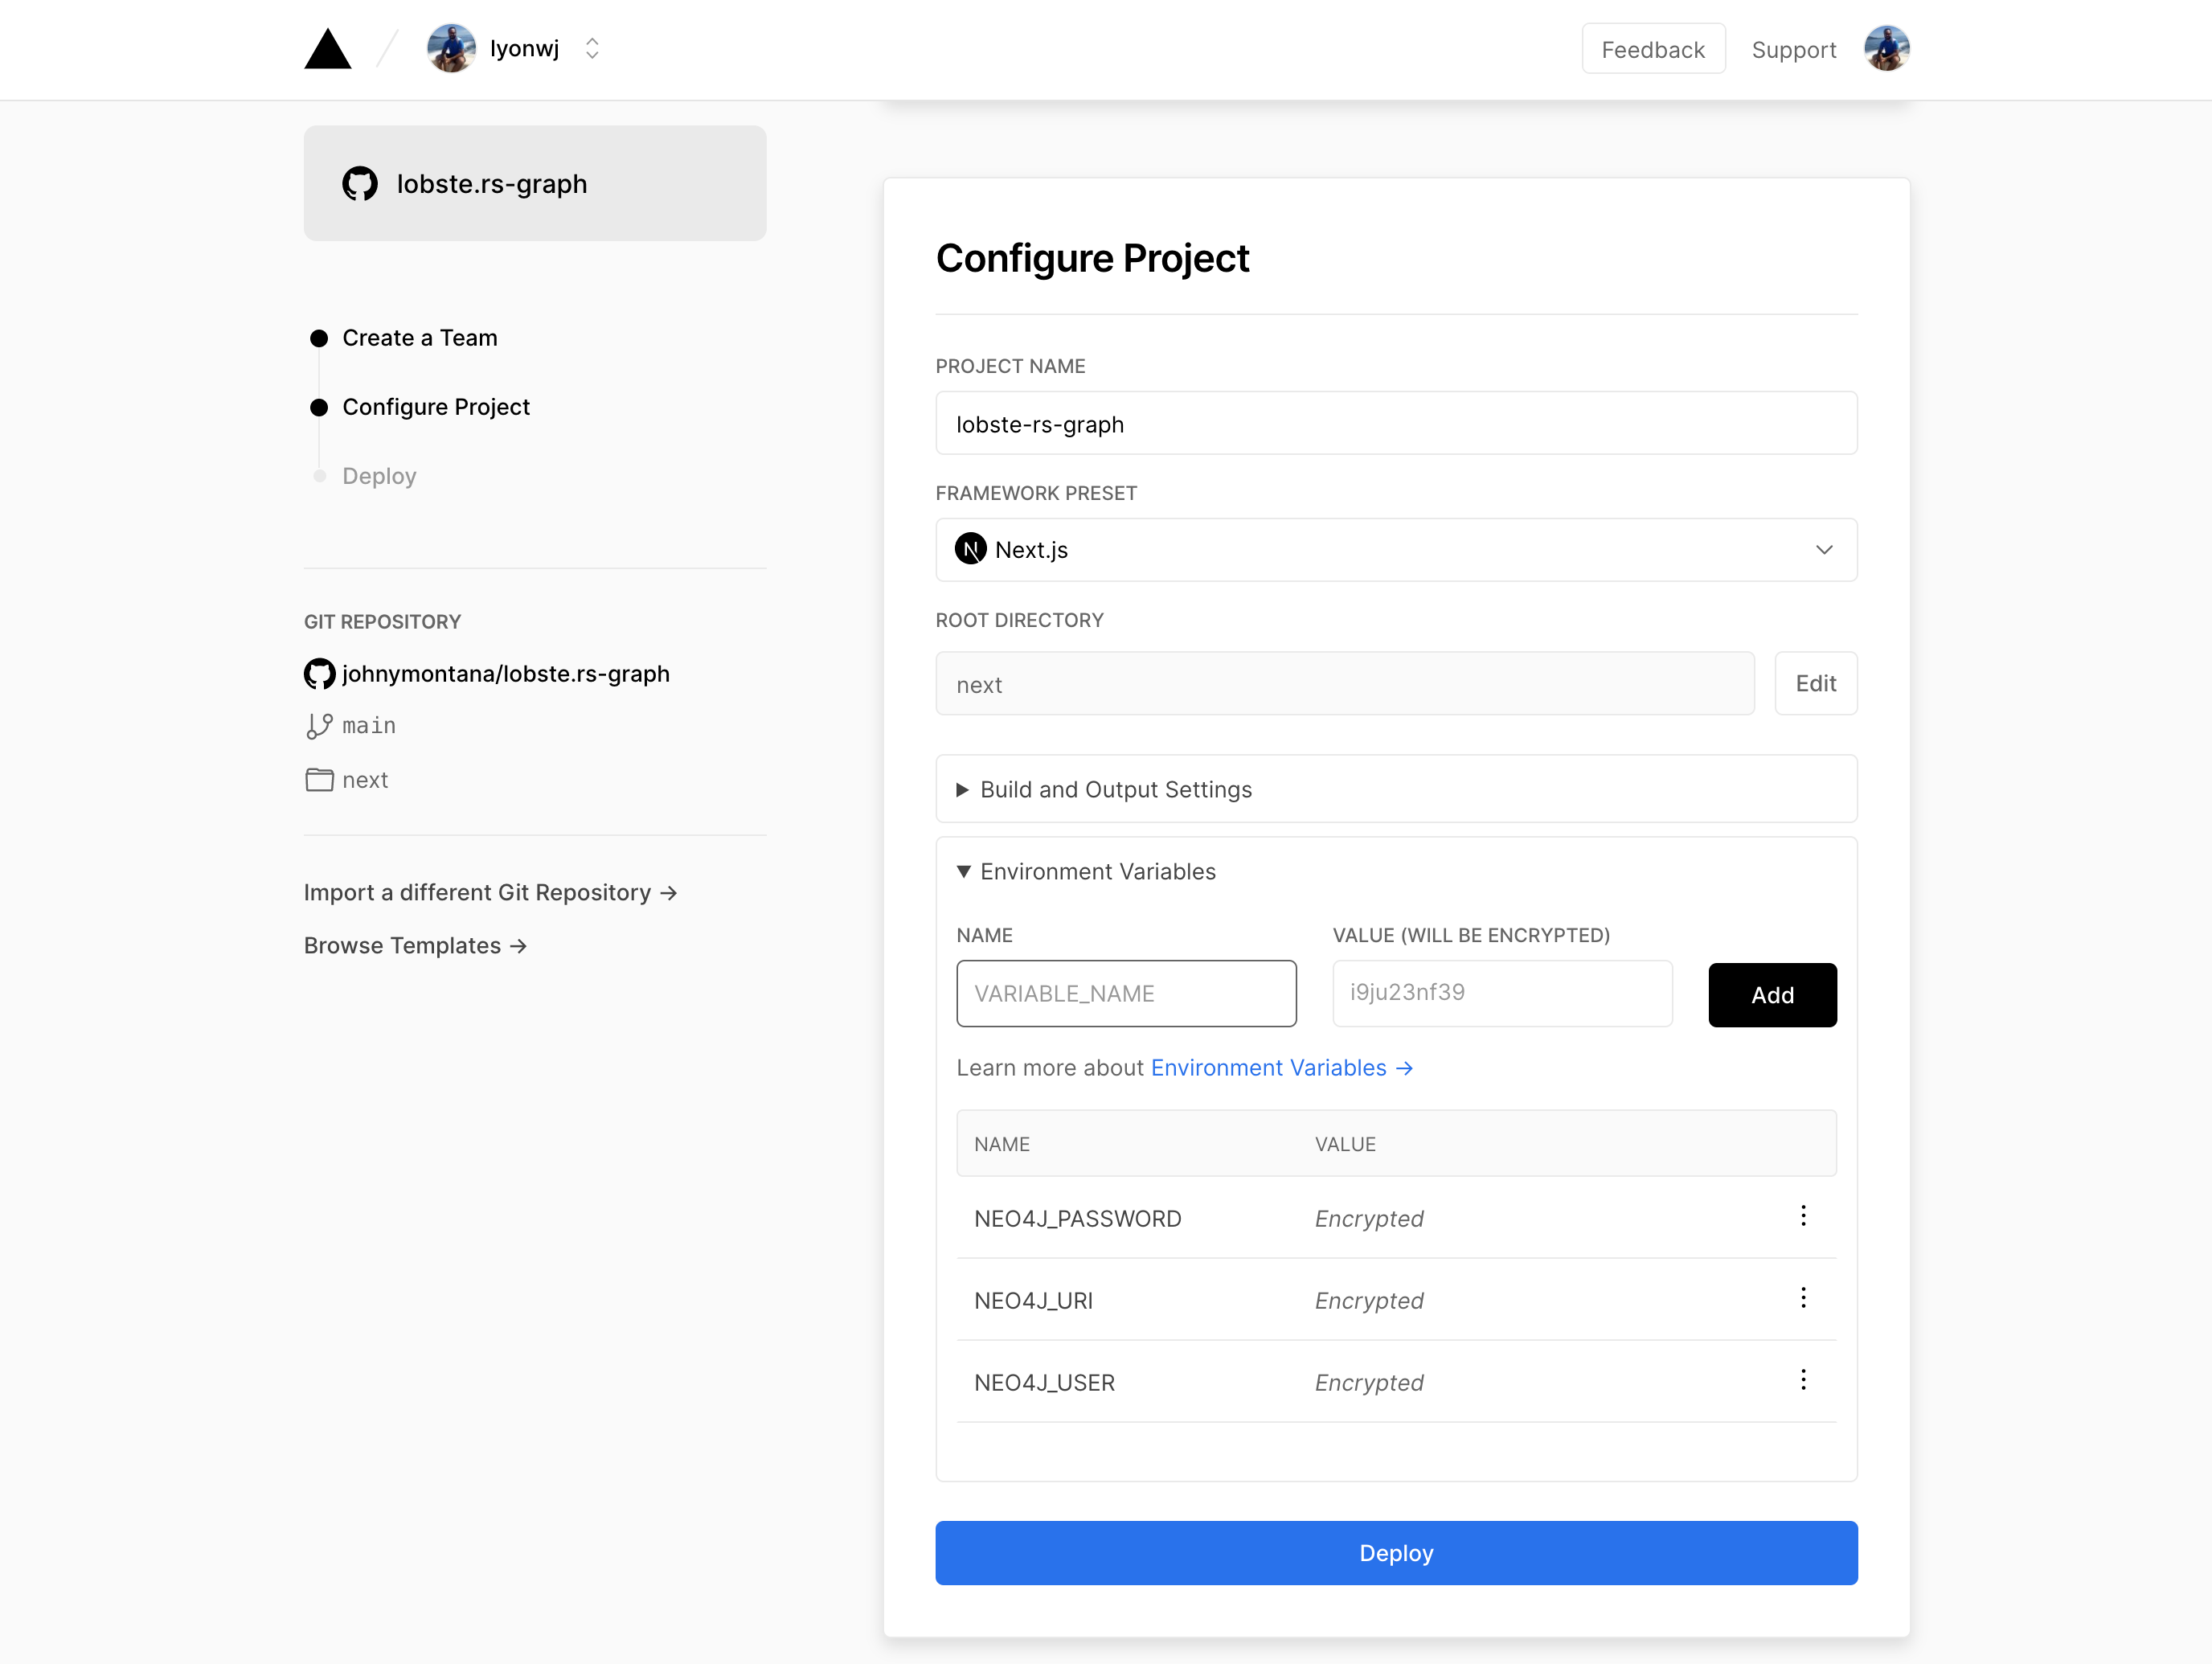 lyonwj
Feedback
Support
lobste.rs-graph
Create a Team
Configure Project
Deploy
GIT REPOSITORY
johnymontana/lobste.rs-graph
main
next
Import a different Git Repository →
Browse Templates →
Configure Project
PROJECT NAME
lobste-rs-graph
FRAMEWORK PRESET
N Next.js
ROOT DIRECTORY
next
Edit
Build and Output Settings
Environment Variables
NAME VALUE (WILL BE ENCRYPTED)
VARIABLE_NAME i9ju23nf39 Add
Learn more about Environment Variables →
NAME VALUE
NEO4J_PASSWORD Encrypted
NEO4J_URI Encrypted
NEO4J_USER Encrypted
Deploy